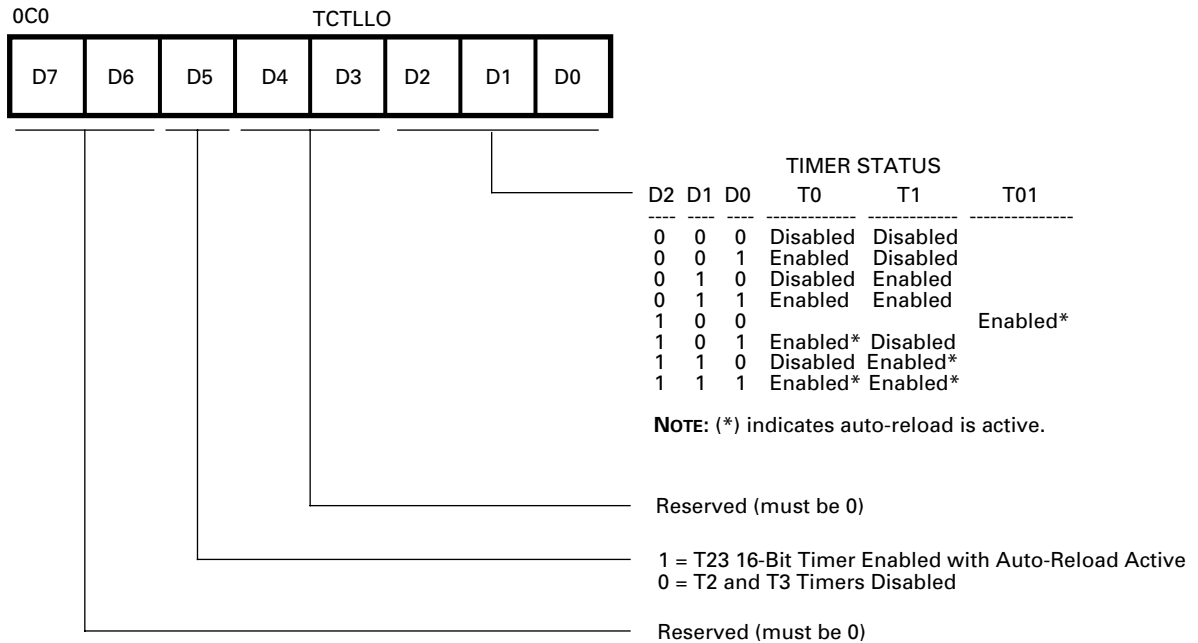 0C0 TCTLLO
D7 D6 D5 D4 D3 D2 D1 D0
TIMER STATUS
D2 D1 D0 T0 T1 T01
---- ---- ---- -------------- ------------- ---------------
0 0 0 Disabled Disabled
0 0 1 Enabled Disabled
0 1 0 Disabled Enabled
0 1 1 Enabled Enabled
1 0 0 Enabled*
1 0 1 Enabled* Disabled
1 1 0 Disabled Enabled*
1 1 1 Enabled* Enabled*
NOTE: (*) indicates auto-reload is active.
Reserved (must be 0)
1 = T23 16-Bit Timer Enabled with Auto-Reload Active
0 = T2 and T3 Timers Disabled
Reserved (must be 0)